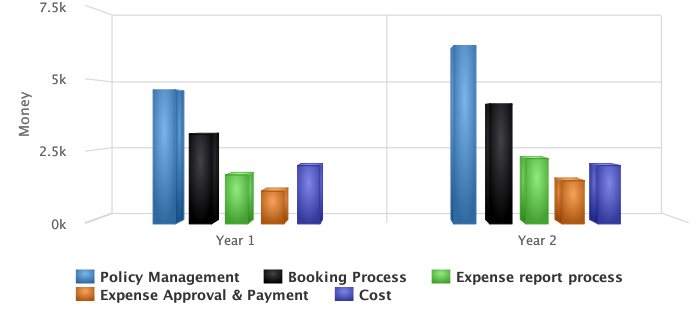 7.5k
5k
2.5k
0k
Money
Year 1 Year 2
Policy Management Booking Process Expense report process
Expense Approval & Payment Cost